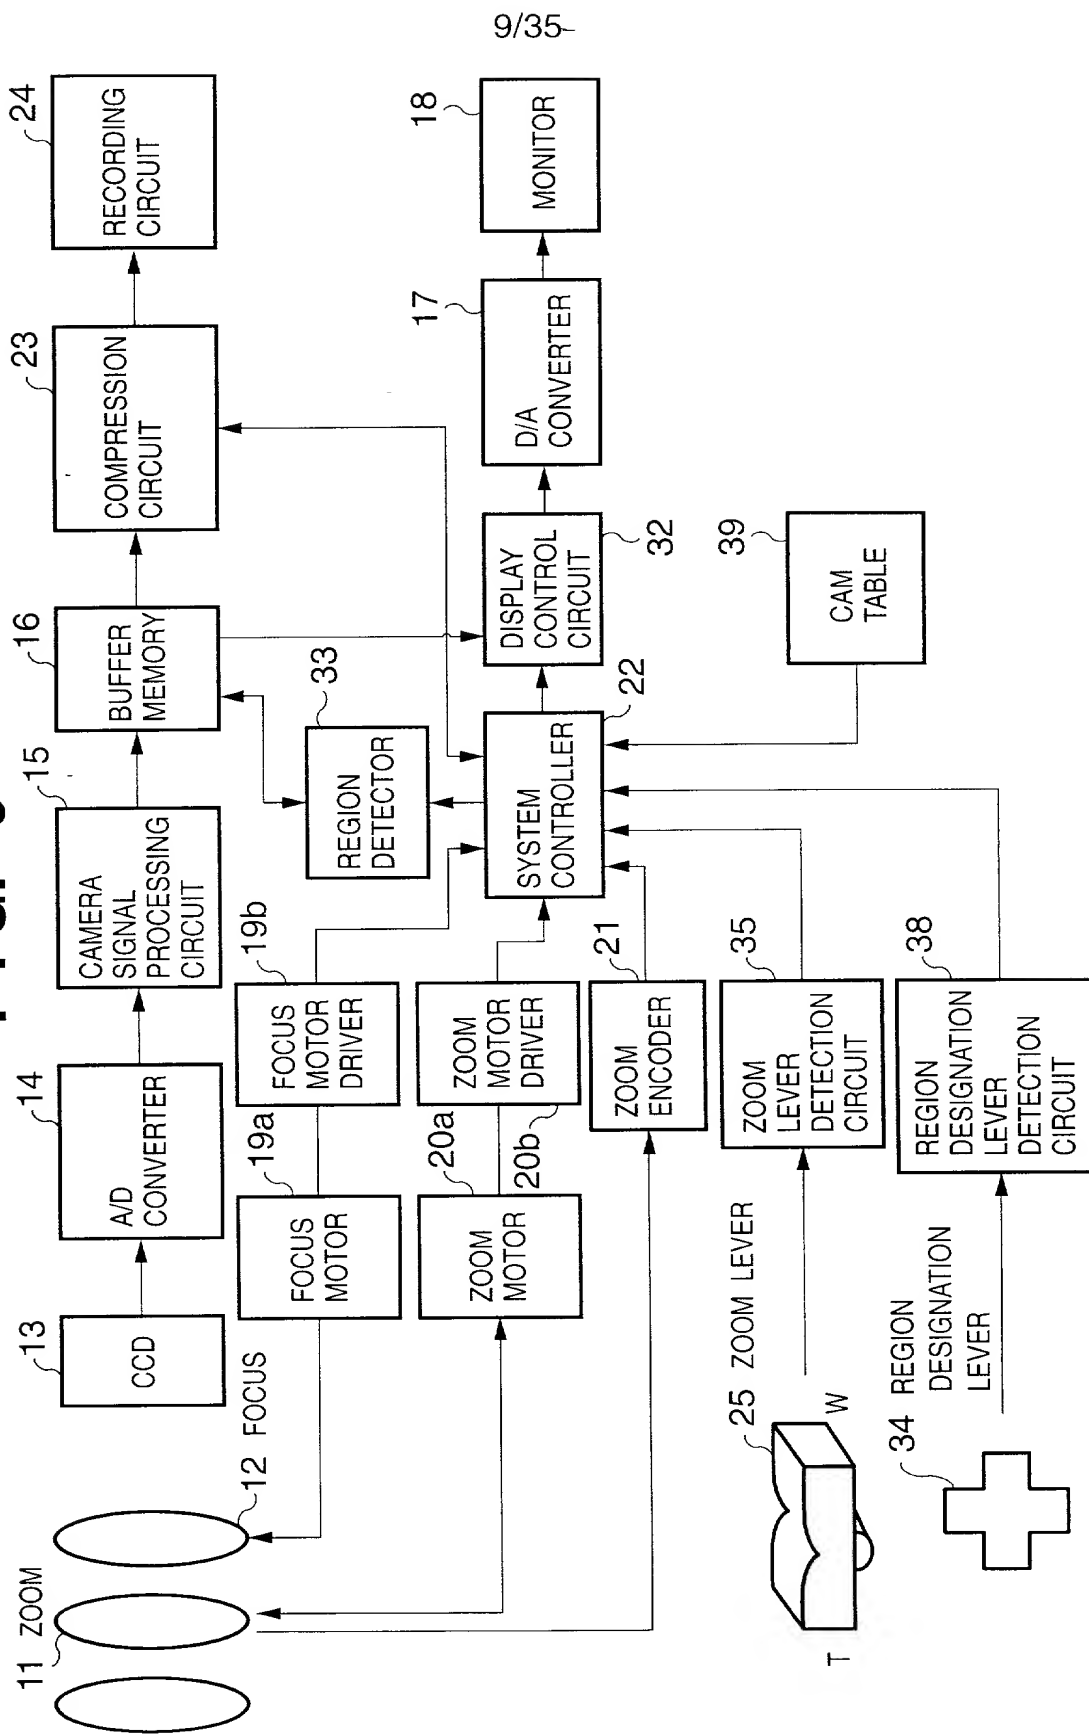 9/35
11 ZOOM
12 FOCUS
13
CCD
14
A/D
CONVERTER
15
CAMERA
SIGNAL
PROCESSING
CIRCUIT
16
BUFFER
MEMORY
23
COMPRESSION
CIRCUIT
24
RECORDING
CIRCUIT
19a
FOCUS
MOTOR
19b
FOCUS
MOTOR
DRIVER
33
REGION
DETECTOR
20a
ZOOM
MOTOR
20b
ZOOM
MOTOR
DRIVER
22
SYSTEM
CONTROLLER
32
DISPLAY
CONTROL
CIRCUIT
17
D/A
CONVERTER
18
MONITOR
21
ZOOM
ENCODER
25 ZOOM LEVER
T
W
35
ZOOM
LEVER
DETECTION
CIRCUIT
39
CAM
TABLE
34 REGION
DESIGNATION
LEVER
38
REGION
DESIGNATION
LEVER
DETECTION
CIRCUIT